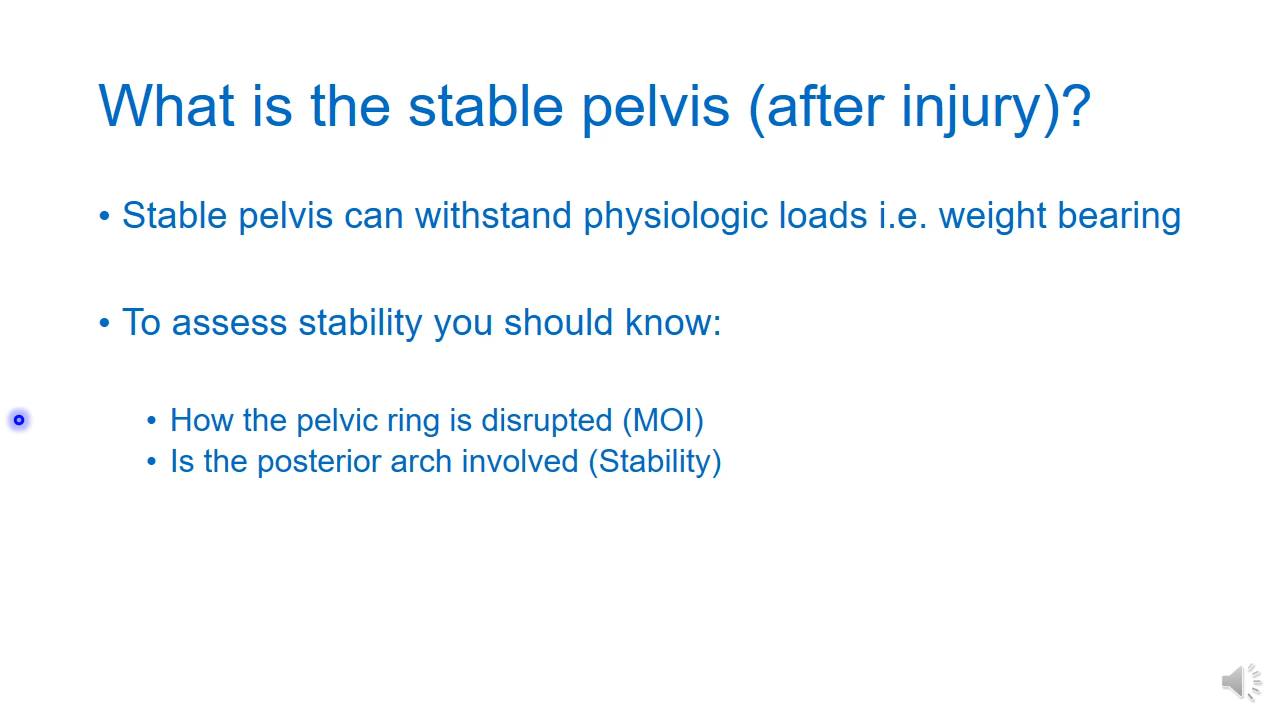 What is the stable pelvis (after injury)?
• Stable pelvis can withstand physiologic loads i.e. weight bearing
• To assess stability you should know:
• How the pelvic ring is disrupted (MOI)
• Is the posterior arch involved (Stability)